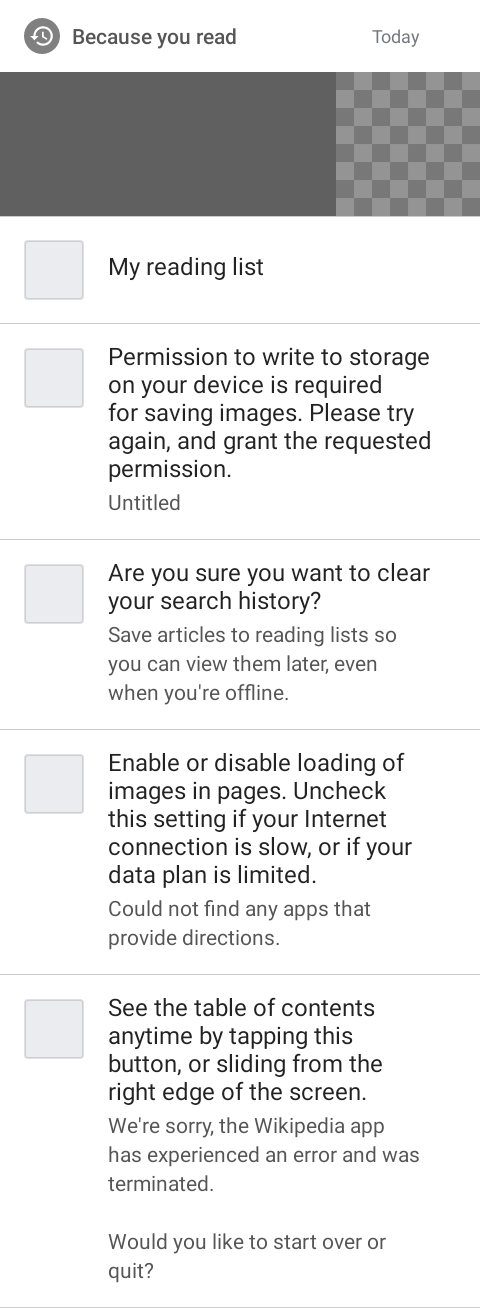 Because you read
Today
My reading list
Permission to write to storage
on your device is required
for saving images. Please try
again, and grant the requested
permission.
Untitled
Are you sure you want to clear
your search history?
Save articles to reading lists so
you can view them later, even
when you're offline.
Enable or disable loading of
images in pages. Uncheck
this setting if your Internet
connection is slow, or if your
data plan is limited.
Could not find any apps that
provide directions.
See the table of contents
anytime by tapping this
button, or sliding from the
right edge of the screen.
We're sorry, the Wikipedia app
has experienced an error and was
terminated.
Would you like to start over or
quit?